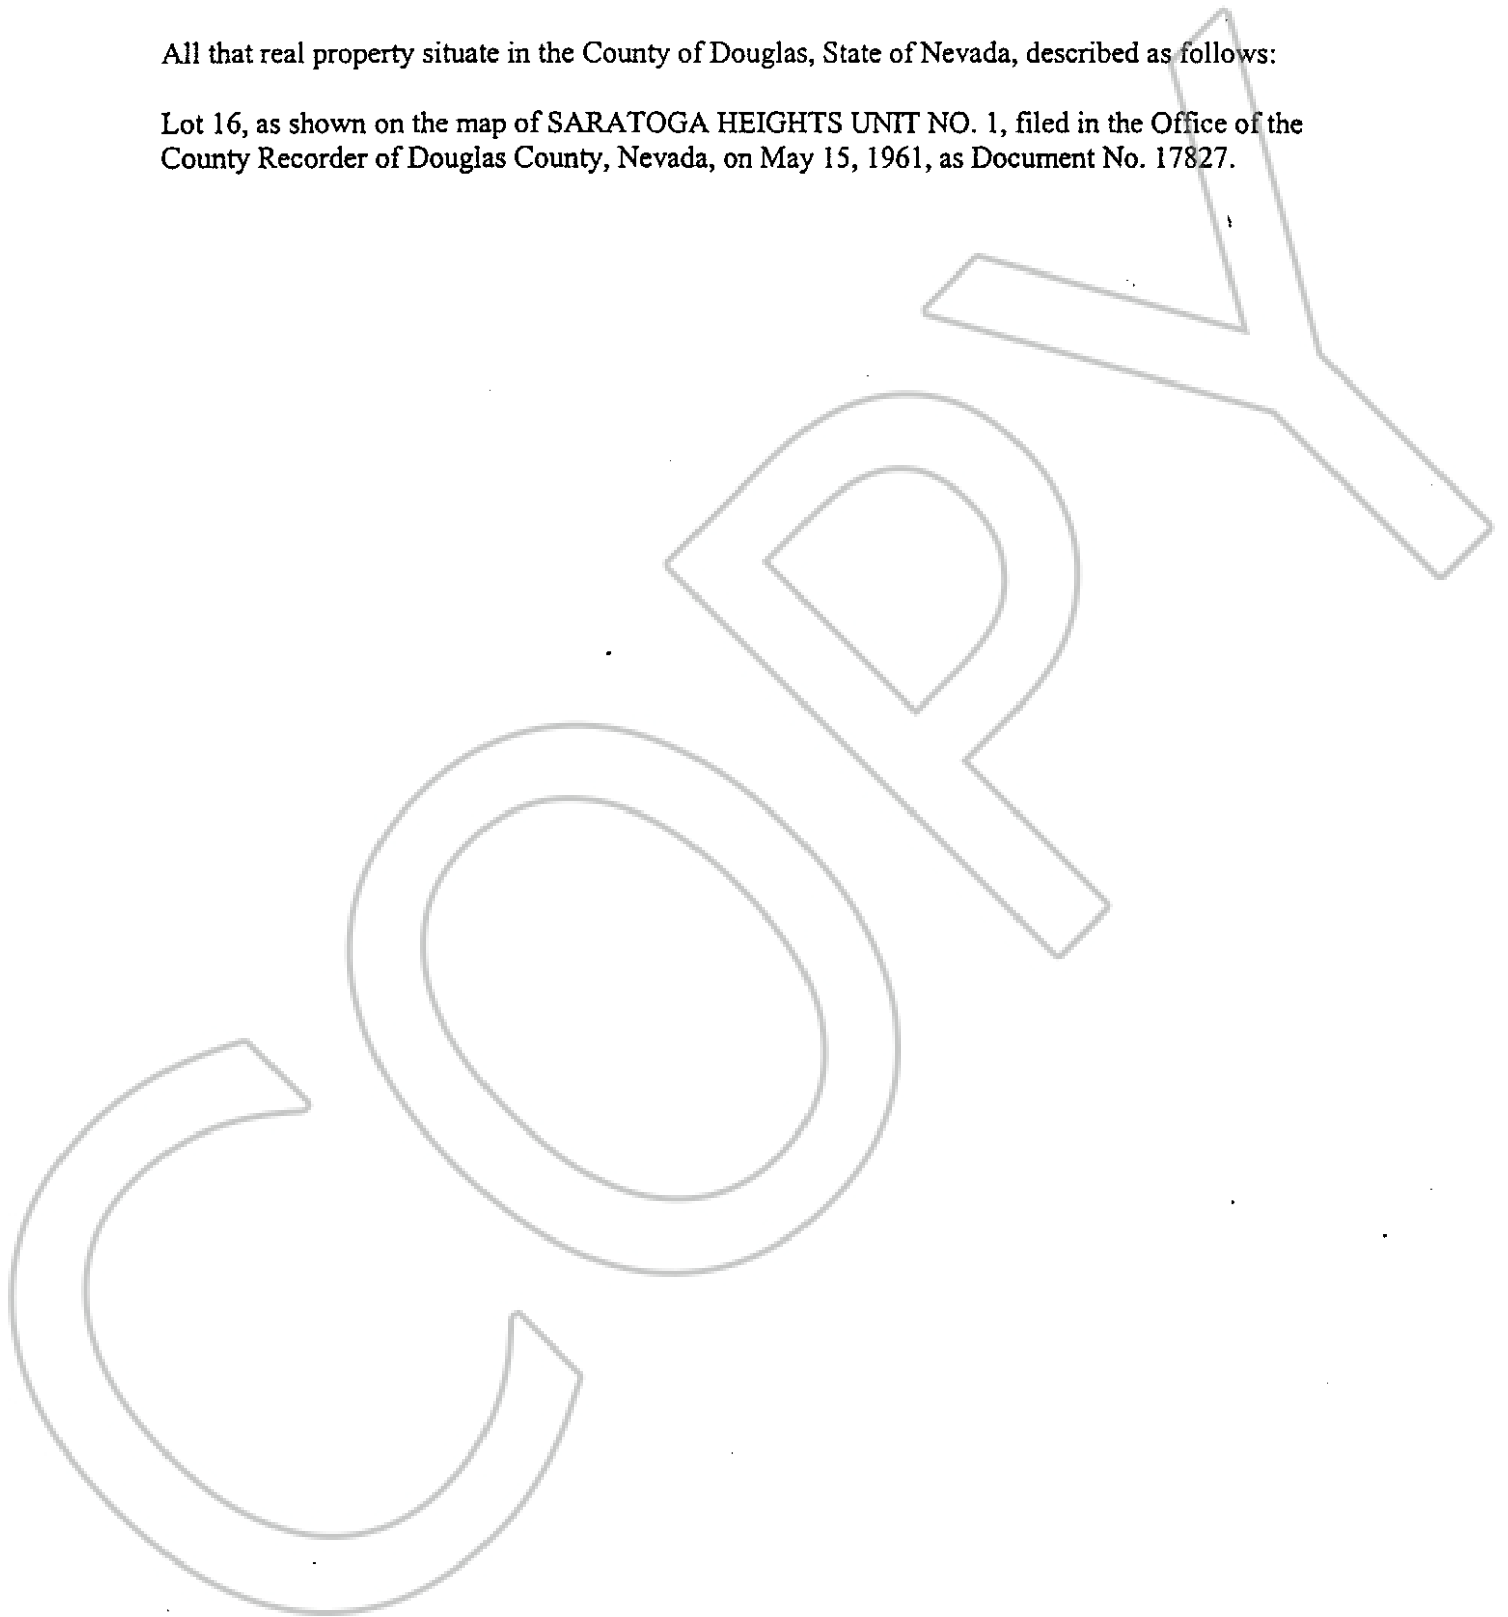 All that real property situate in the County of Douglas, State of Nevada, described as follows:
Lot 16, as shown on the map of SARATOGA HEIGHTS UNIT NO. 1, filed in the Office of the
County Recorder of Douglas County, Nevada, on May 15, 1961, as Document No. 17827.
COPY